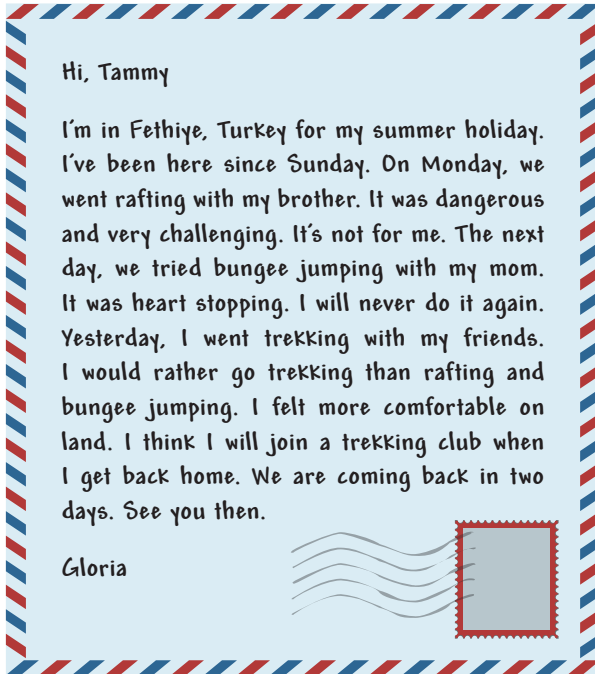 Hi, Tammy
I'm in Fethiye, Turkey for my summer holiday.
I've been here since Sunday. On Monday, we
went rafting with my brother. It was dangerous
and very challenging. It's not for me. The next
day, we tried bungee jumping with my mom.
It was heart stopping. I will never do it again.
Yesterday, I went trekking with my friends.
I would rather go trekking than rafting and
bungee jumping. I felt more comfortable on
land. I think I will join a trekking club when
I get back home. We are coming back in two
days. See you then.
Gloria